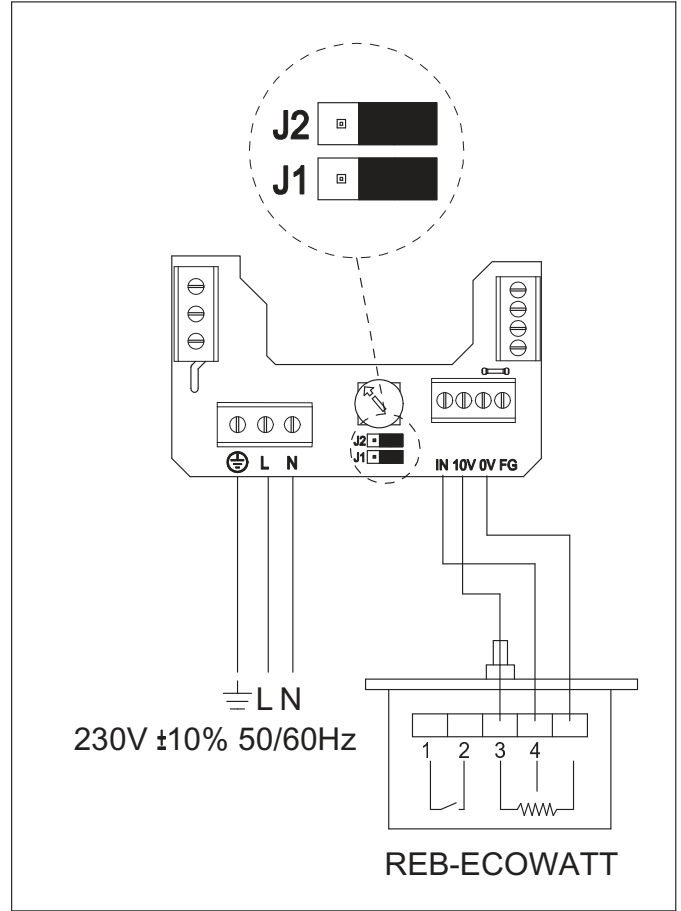 J2
J1
J2
J1
L N
IN 10V 0V FG
L N
230V ±10% 50/60Hz
1 2 3 4
REB-ECOWATT